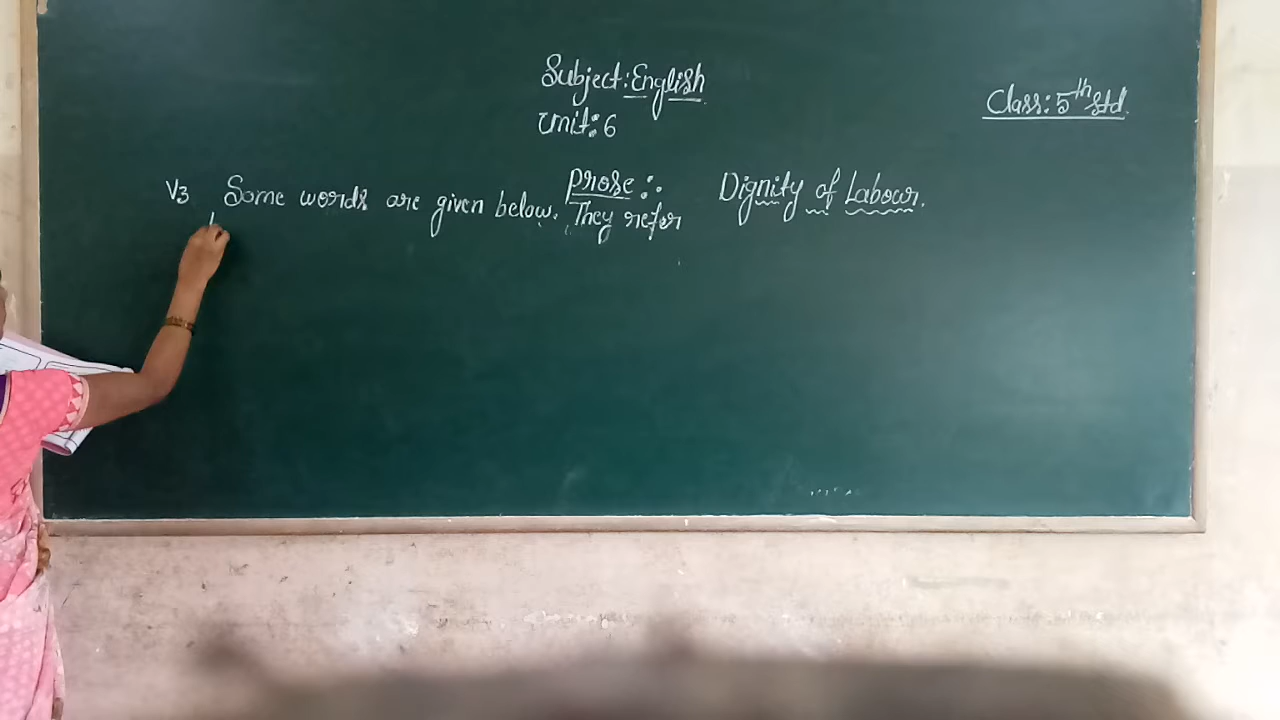 Subject: English
Unit: 6
Class: 5th Std.
Prose :. Dignity of Labour.
V3 Some words are given below. They refer